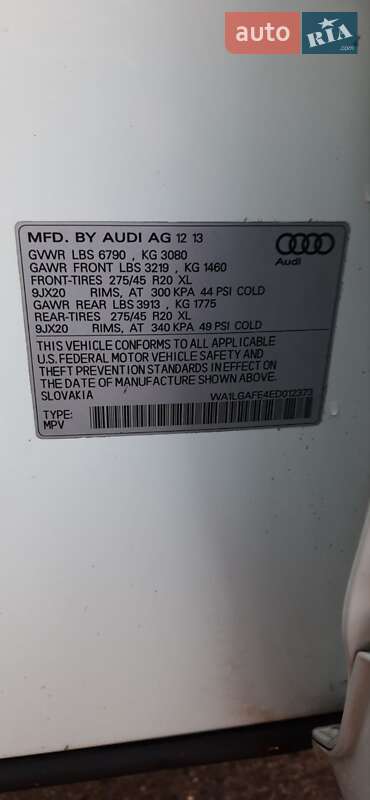 auto RIA.com
MFD. BY AUDI AG 12 13
GVWR LBS 6790 , KG 3080
GAWR FRONT LBS 3219 , KG 1460
FRONT-TIRES 275/45 R20 XL
9JX20 RIMS, AT 300 KPA 44 PSI COLD
GAWR REAR LBS 3913 , KG 1775
REAR-TIRES 275/45 R20 XL
9JX20 RIMS, AT 340 KPA 49 PSI COLD
Audi
THIS VEHICLE CONFORMS TO ALL APPLICABLE
U.S. FEDERAL MOTOR VEHICLE SAFETY AND
THEFT PREVENTION STANDARDS IN EFFECT ON
THE DATE OF MANUFACTURE SHOWN ABOVE.
SLOVAKIA WA1LGAFE4ED012373
TYPE:
MPV